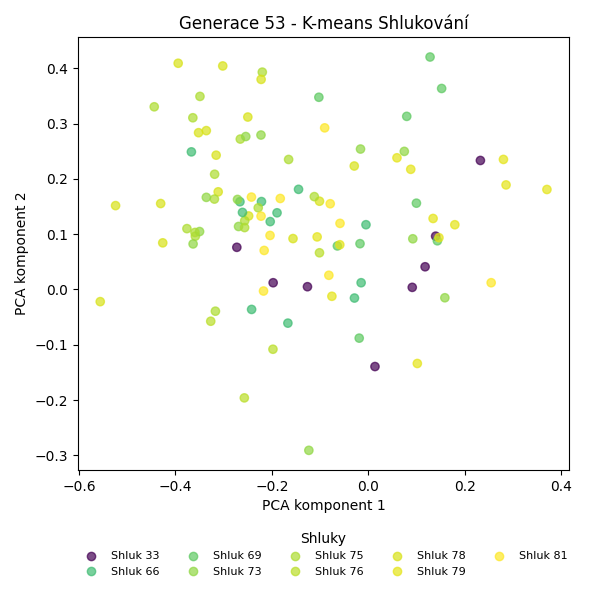 Generace 53 - K-means Shlukování
0.4
0.3
0.2
0.1
0.0
−0.1
−0.2
−0.3
PCA komponent 2
−0.6
−0.4
−0.2
0.0
0.2
0.4
PCA komponent 1
Shluky
Shluk 33
Shluk 69
Shluk 75
Shluk 78
Shluk 81
Shluk 66
Shluk 73
Shluk 76
Shluk 79